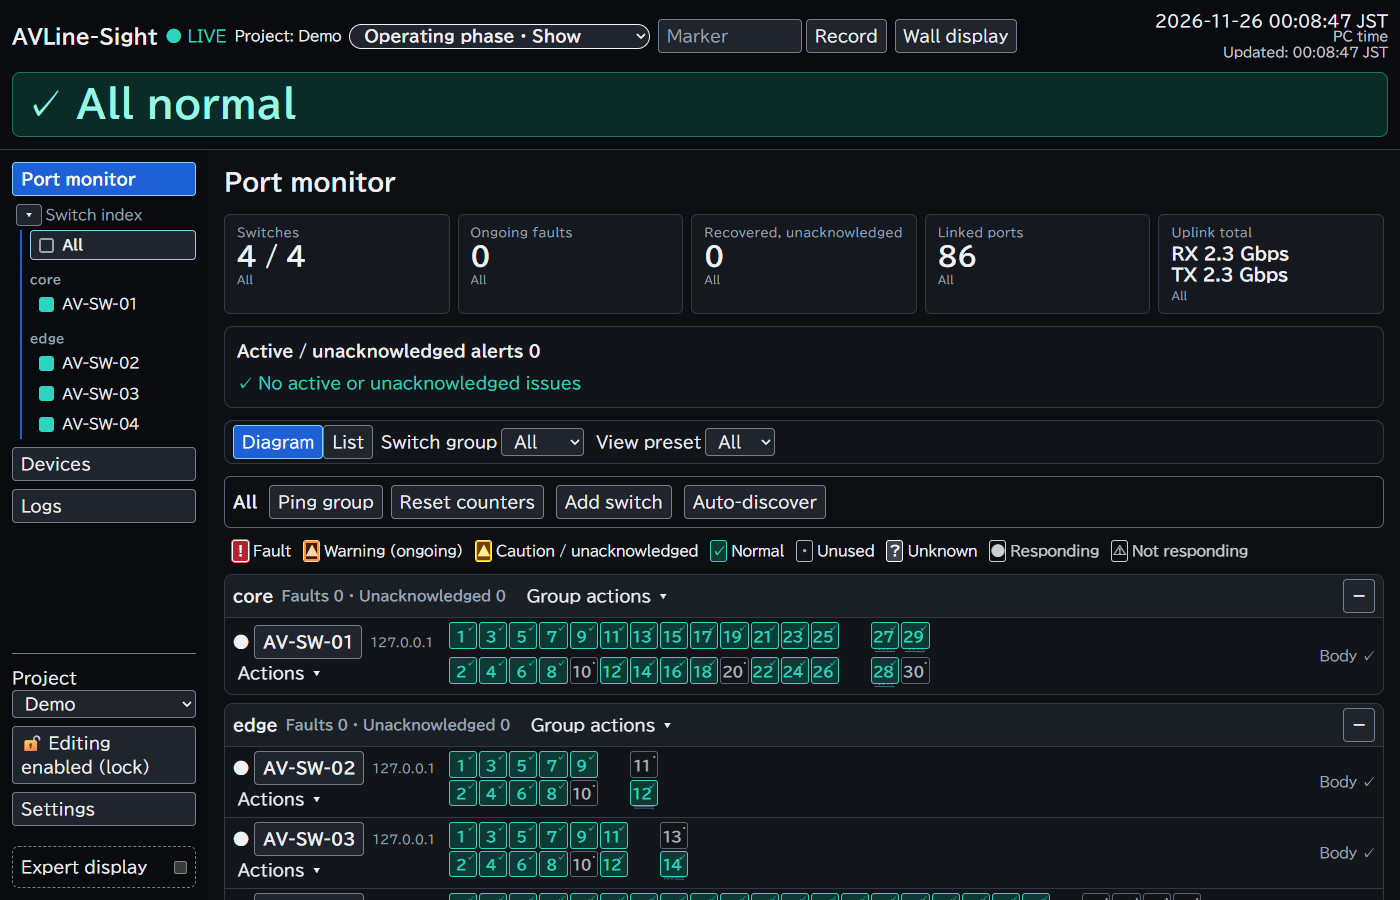 AVLine-Sight LIVE Project: Demo Operating phase・Show Marker Record Wall display
2026-11-26 00:08:47 JST
PC time
Updated: 00:08:47 JST
✓ All normal
Port monitor
Switch index
All
core
AV-SW-01
edge
AV-SW-02
AV-SW-03
AV-SW-04
Devices
Logs
Project
Demo
Editing
enabled (lock)
Settings
Expert display
Port monitor
Switches
4 / 4
All
Ongoing faults
0
All
Recovered, unacknowledged
0
All
Linked ports
86
All
Uplink total
RX 2.3 Gbps
TX 2.3 Gbps
All
Active / unacknowledged alerts 0
✓ No active or unacknowledged issues
Diagram List Switch group All View preset All
All Ping group Reset counters Add switch Auto-discover
! Fault Warning (ongoing) Caution / unacknowledged ✓ Normal Unused ? Unknown Responding Not responding
core Faults 0・Unacknowledged 0 Group actions −
AV-SW-01 127.0.0.1
Actions
1 3 5 7 9 11 13 15 17 19 21 23 25 27 29
2 4 6 8 10 12 14 16 18 20 22 24 26 28 30
Body ✓
edge Faults 0・Unacknowledged 0 Group actions −
AV-SW-02 127.0.0.1
Actions
1 3 5 7 9 11
2 4 6 8 10 12
Body ✓
AV-SW-03 127.0.0.1
Actions
1 3 5 7 9 11 13
2 4 6 8 10 12 14
Body ✓